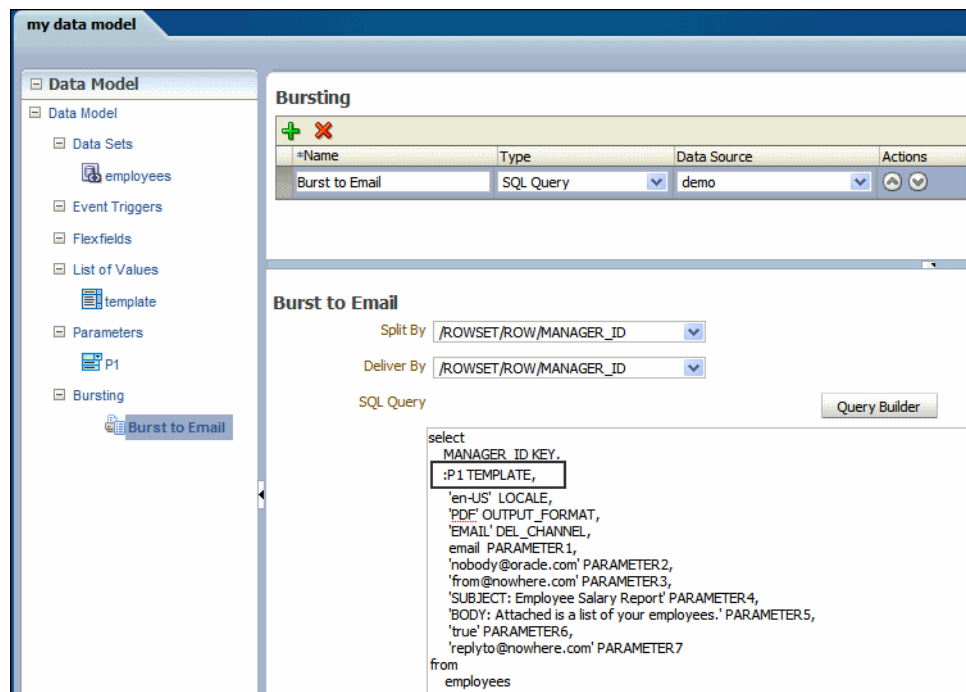 my data model
Data Model
Data Model
Data Sets
employees
Event Triggers
Flexfields
List of Values
template
Parameters
P1
Bursting
Burst to Email
Bursting
*Name Type Data Source Actions
Burst to Email SQL Query demo
Burst to Email
Split By /ROWSET/ROW/MANAGER_ID
Deliver By /ROWSET/ROW/MANAGER_ID
SQL Query
Query Builder
select
MANAGER_ID KEY,
:P1 TEMPLATE,
'en-US' LOCALE,
'PDF' OUTPUT_FORMAT,
'EMAIL' DEL_CHANNEL,
email PARAMETER1,
'nobody@oracle.com' PARAMETER2,
'from@nowhere.com' PARAMETER3,
'SUBJECT: Employee Salary Report' PARAMETER4,
'BODY: Attached is a list of your employees.' PARAMETER5,
'true' PARAMETER6,
'replyto@nowhere.com' PARAMETER7
from
employees